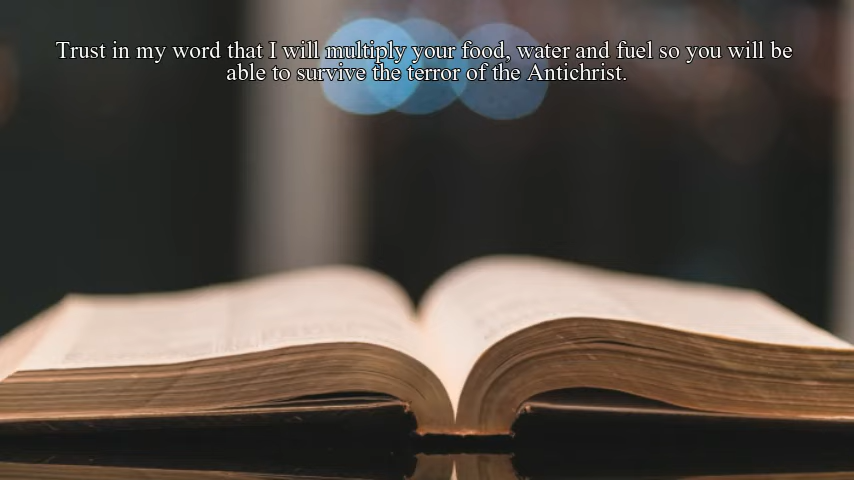 Trust in my word that I will multiply your food, water and fuel so you will be
able to survive the terror of the Antichrist.